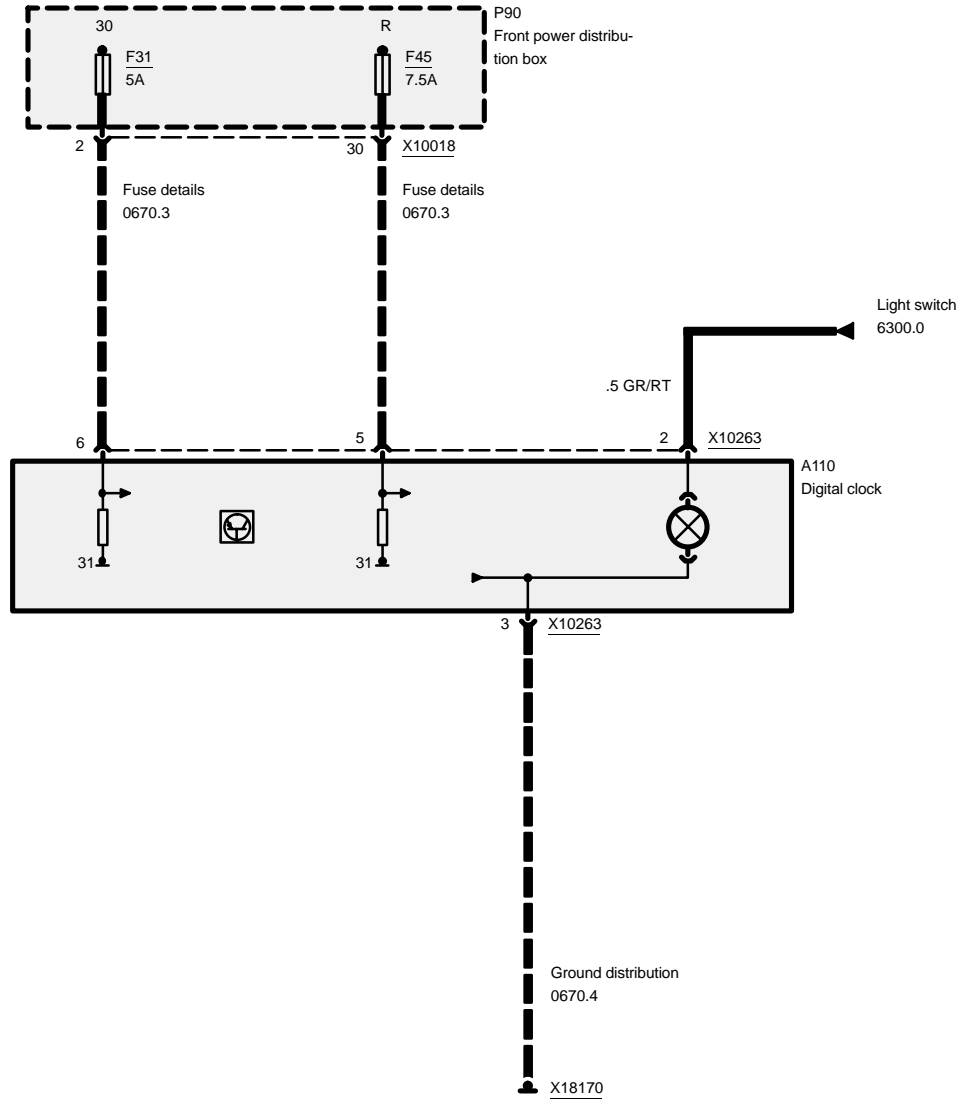 P90
Front power distribu-
tion box
30
R
F31
5A
F45
7.5A
2
30
X10018
Fuse details
0670.3
Fuse details
0670.3
Light switch
6300.0
.5 GR/RT
6
5
2
X10263
A110
Digital clock
31
31
3
X10263
Ground distribution
0670.4
X18170